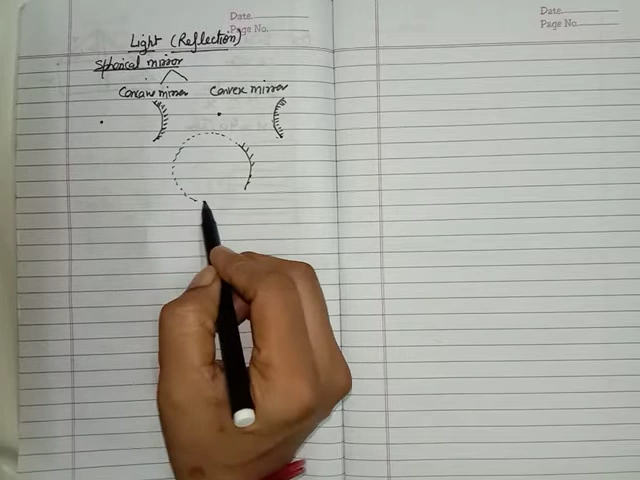 Date
Page No.
Date
Page No.
Light (Reflection)
Spherical mirror
Concave mirror Convex mirror